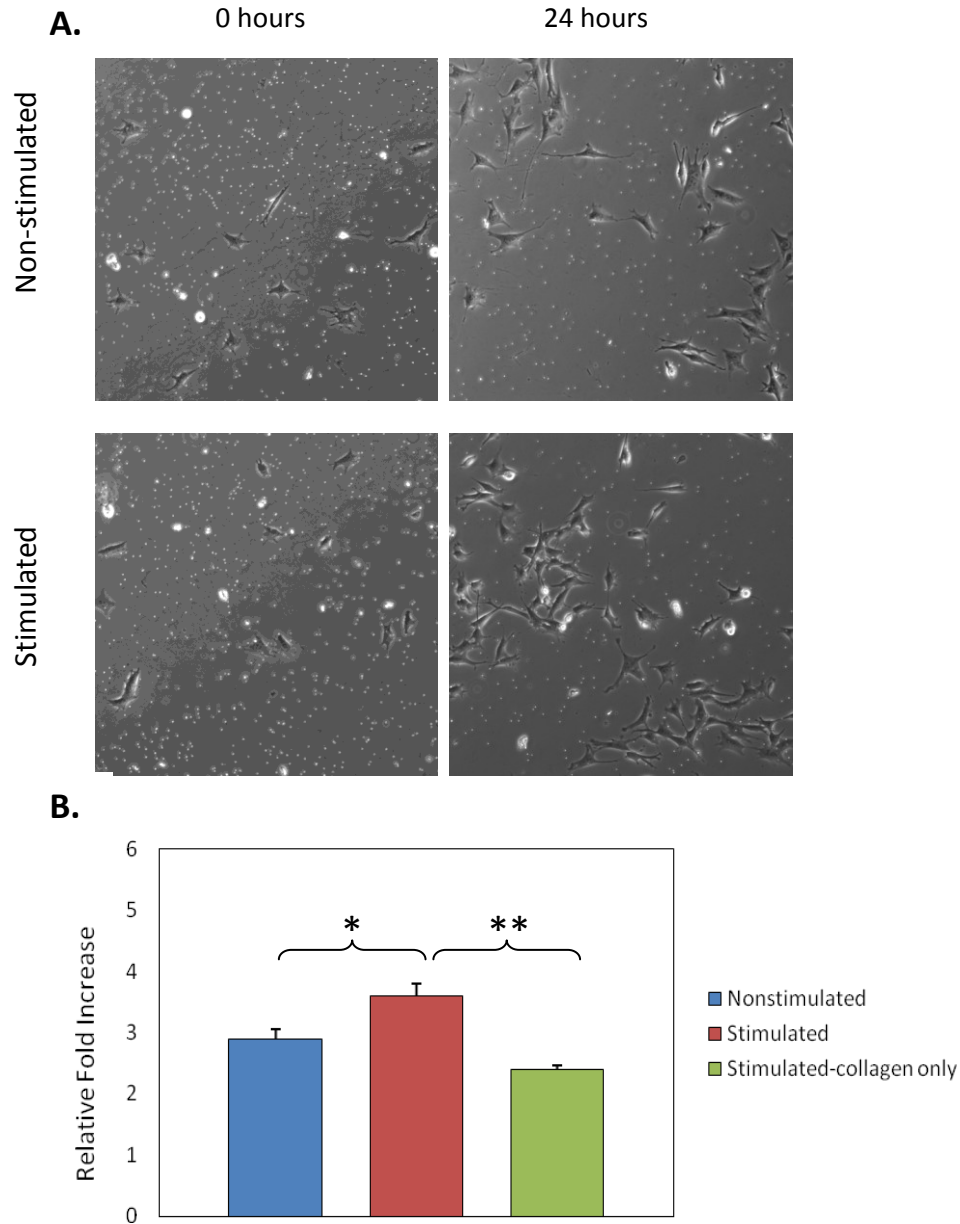 A.
0 hours
24 hours
Non-stimulated
Stimulated
B.
Relative Fold Increase
6
5
4
3
2
1
0
*
**
Nonstimulated
Stimulated
Stimulated-collagen only